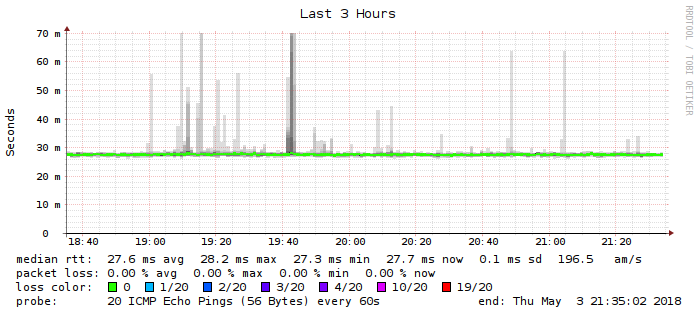 Last 3 Hours
RRDTOOL / TOBI OETIKER
Seconds
70 m
60 m
50 m
40 m
30 m
20 m
10 m
0
18:40 19:00 19:20 19:40 20:00 20:20 20:40 21:00 21:20
median rtt: 27.6 ms avg 28.2 ms max 27.3 ms min 27.7 ms now 0.1 ms sd 196.5 am/s
packet loss: 0.00 % avg 0.00 % max 0.00 % min 0.00 % now
loss color: 0 1/20 2/20 3/20 4/20 10/20 19/20
probe: 20 ICMP Echo Pings (56 Bytes) every 60s end: Thu May 3 21:35:02 2018